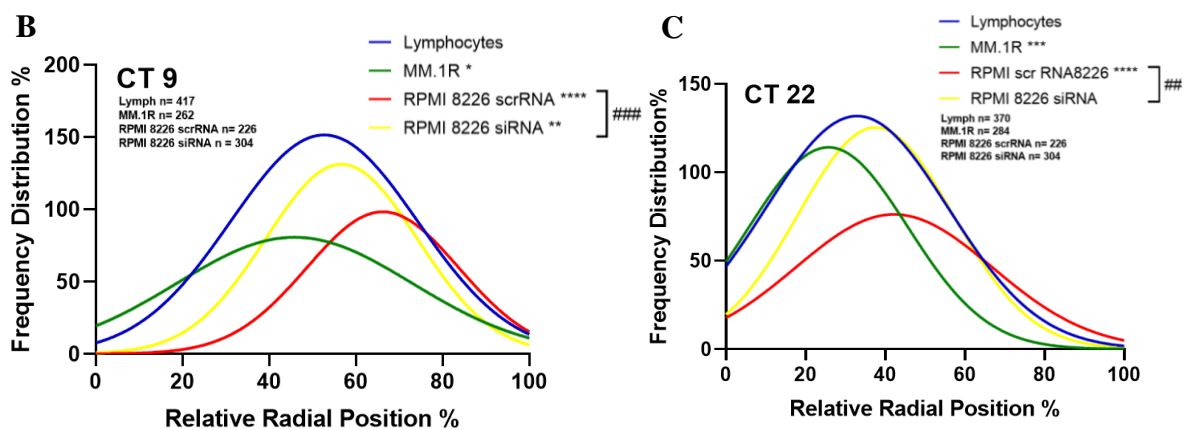 B
Lymphocytes
MM.1R *
RPMI 8226 scrRNA ****
RPMI 8226 siRNA **
###
CT 9
Lymph n= 417
MM.1R n= 262
RPMI 8226 scrRNA n= 226
RPMI 8226 siRNA n = 304
Frequency Distribution %
200
150
100
50
0
0 20 40 60 80 100
Relative Radial Position %
C
Lymphocytes
MM.1R ***
RPMI scr RNA8226 ****
RPMI 8226 siRNA
##
CT 22
Lymph n= 370
MM.1R n= 284
RPMI 8226 scrRNA n= 226
RPMI 8226 siRNA n= 304
Frequency Distribution%
150
100
50
0
0 20 40 60 80 100
Relative Radial Position %